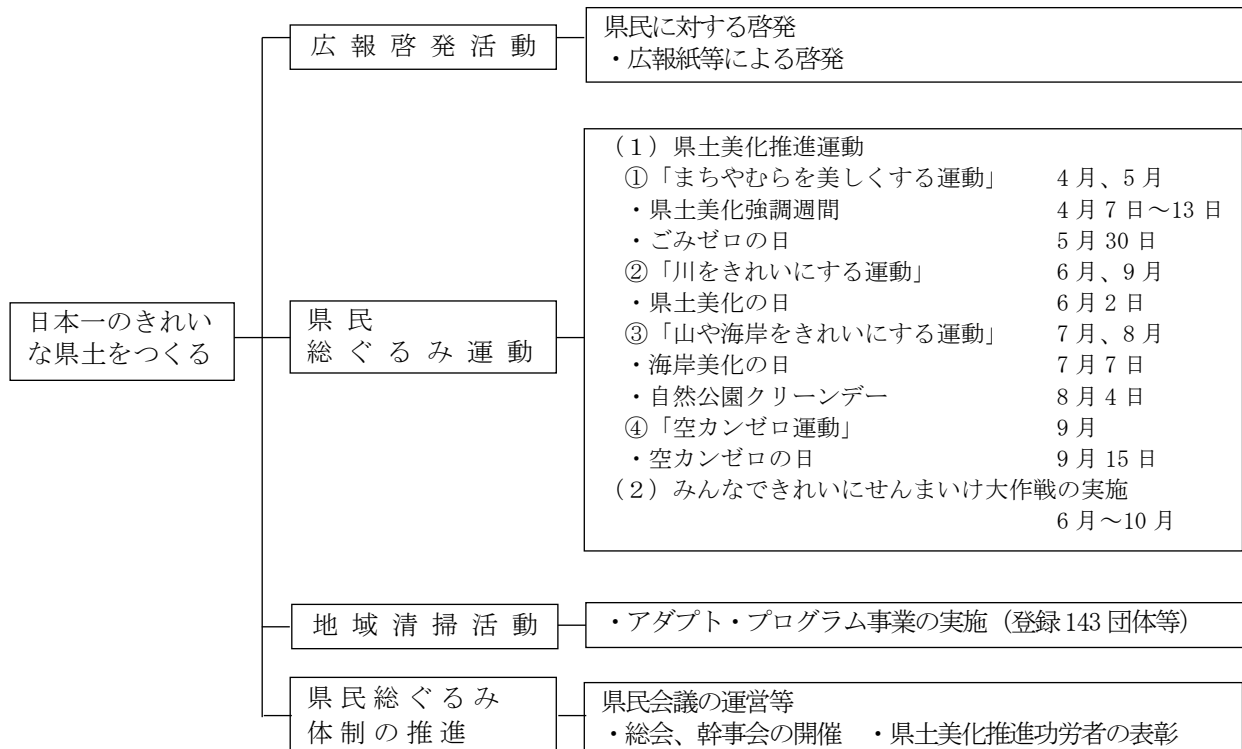 広報啓発活動
県民に対する啓発
・広報紙等による啓発
日本一のきれい
な県土をつくる
県民
総ぐるみ運動
（１）県土美化推進運動
①「まちやむらを美しくする運動」 4月、5月
・県土美化強調週間 4月7日～13日
・ごみゼロの日 5月30日
②「川をきれいにする運動」 6月、9月
・県土美化の日 6月2日
③「山や海岸をきれいにする運動」 7月、8月
・海岸美化の日 7月7日
・自然公園クリーンデー 8月4日
④「空カンゼロ運動」 9月
・空カンゼロの日 9月15日
（２）みんなできれいにせんまいけ大作戦の実施
6月～10月
地域清掃活動
・アダプト・プログラム事業の実施（登録143団体等）
県民総ぐるみ
体制の推進
県民会議の運営等
・総会、幹事会の開催 ・県土美化推進功労者の表彰